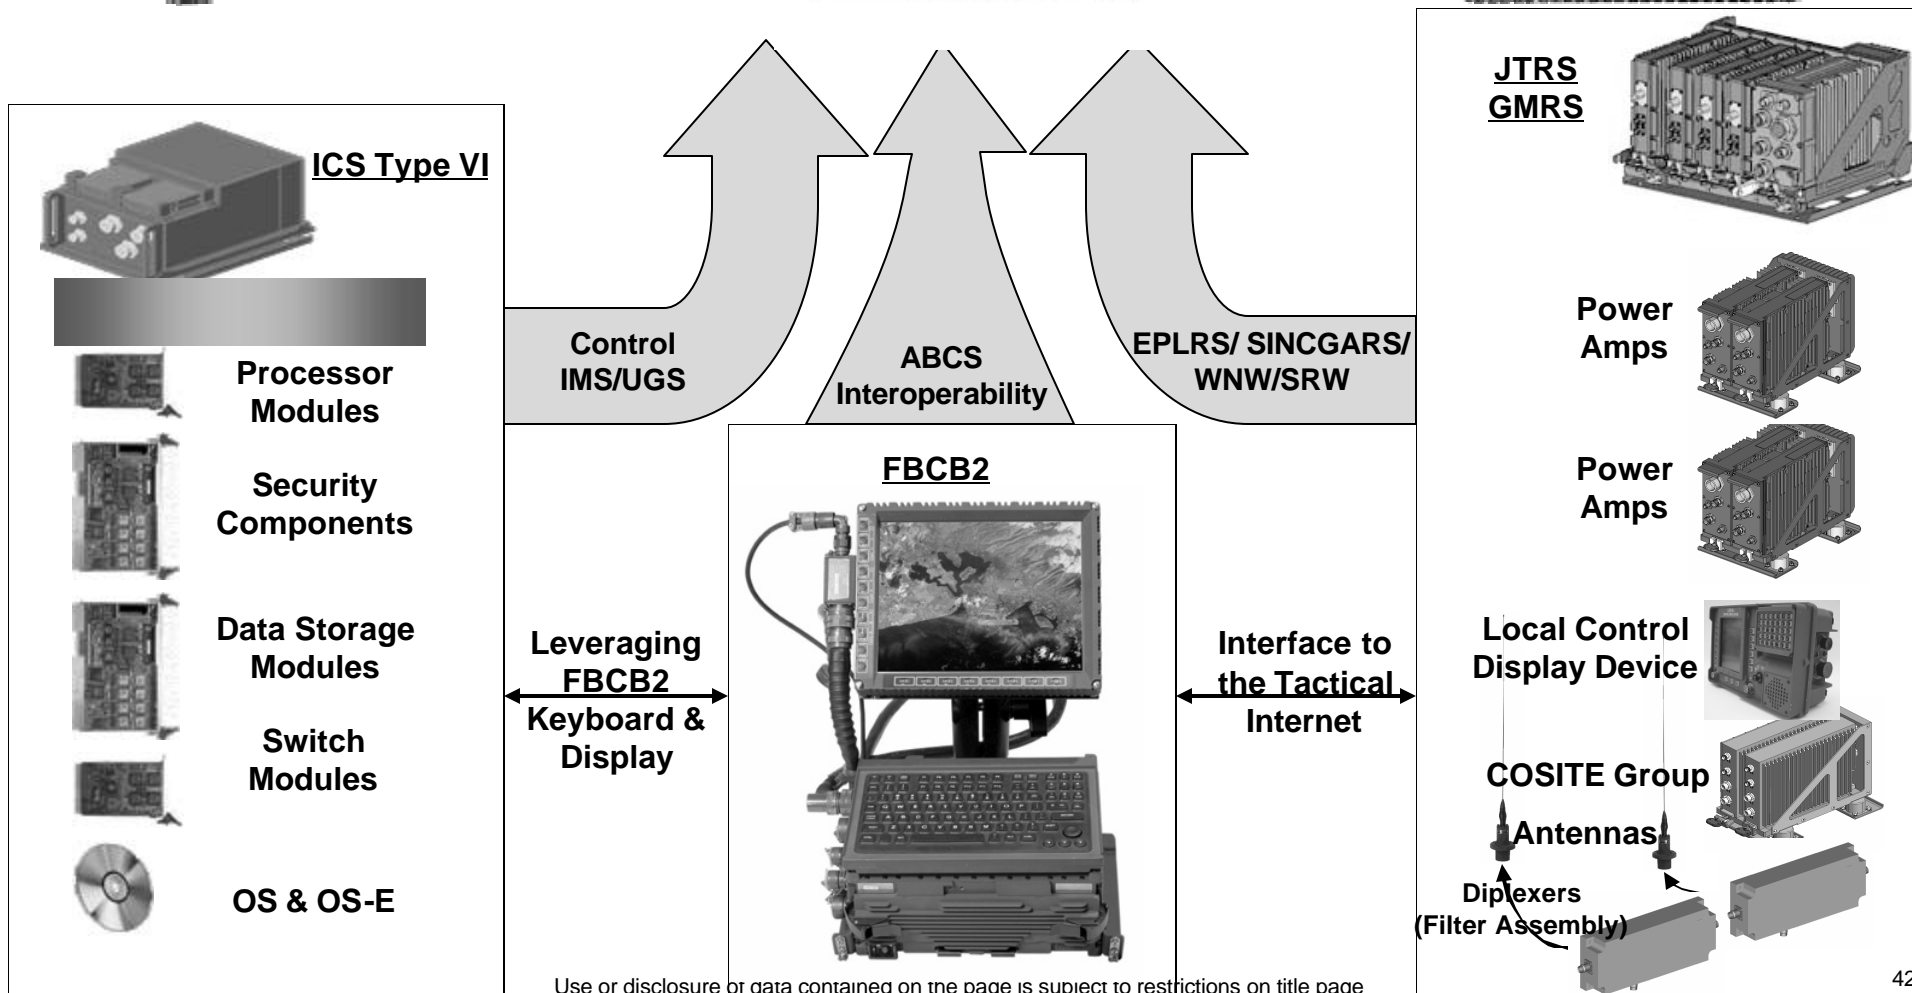 ICS Type VI
Processor
Modules
Security
Components
Data Storage
Modules
Switch
Modules
OS & OS-E
Control
IMS/UGS
ABCS
Interoperability
EPLRS/ SINCGARS/
WNW/SRW
Leveraging
FBCB2
Keyboard &
Display
FBCB2
Interface to
the Tactical
Internet
JTRS
GMRS
Power
Amps
Power
Amps
Local Control
Display Device
COSITE Group
Antennas
Diplexers
(Filter Assembly)
Use or disclosure of data contained on the page is subject to restrictions on title page
42